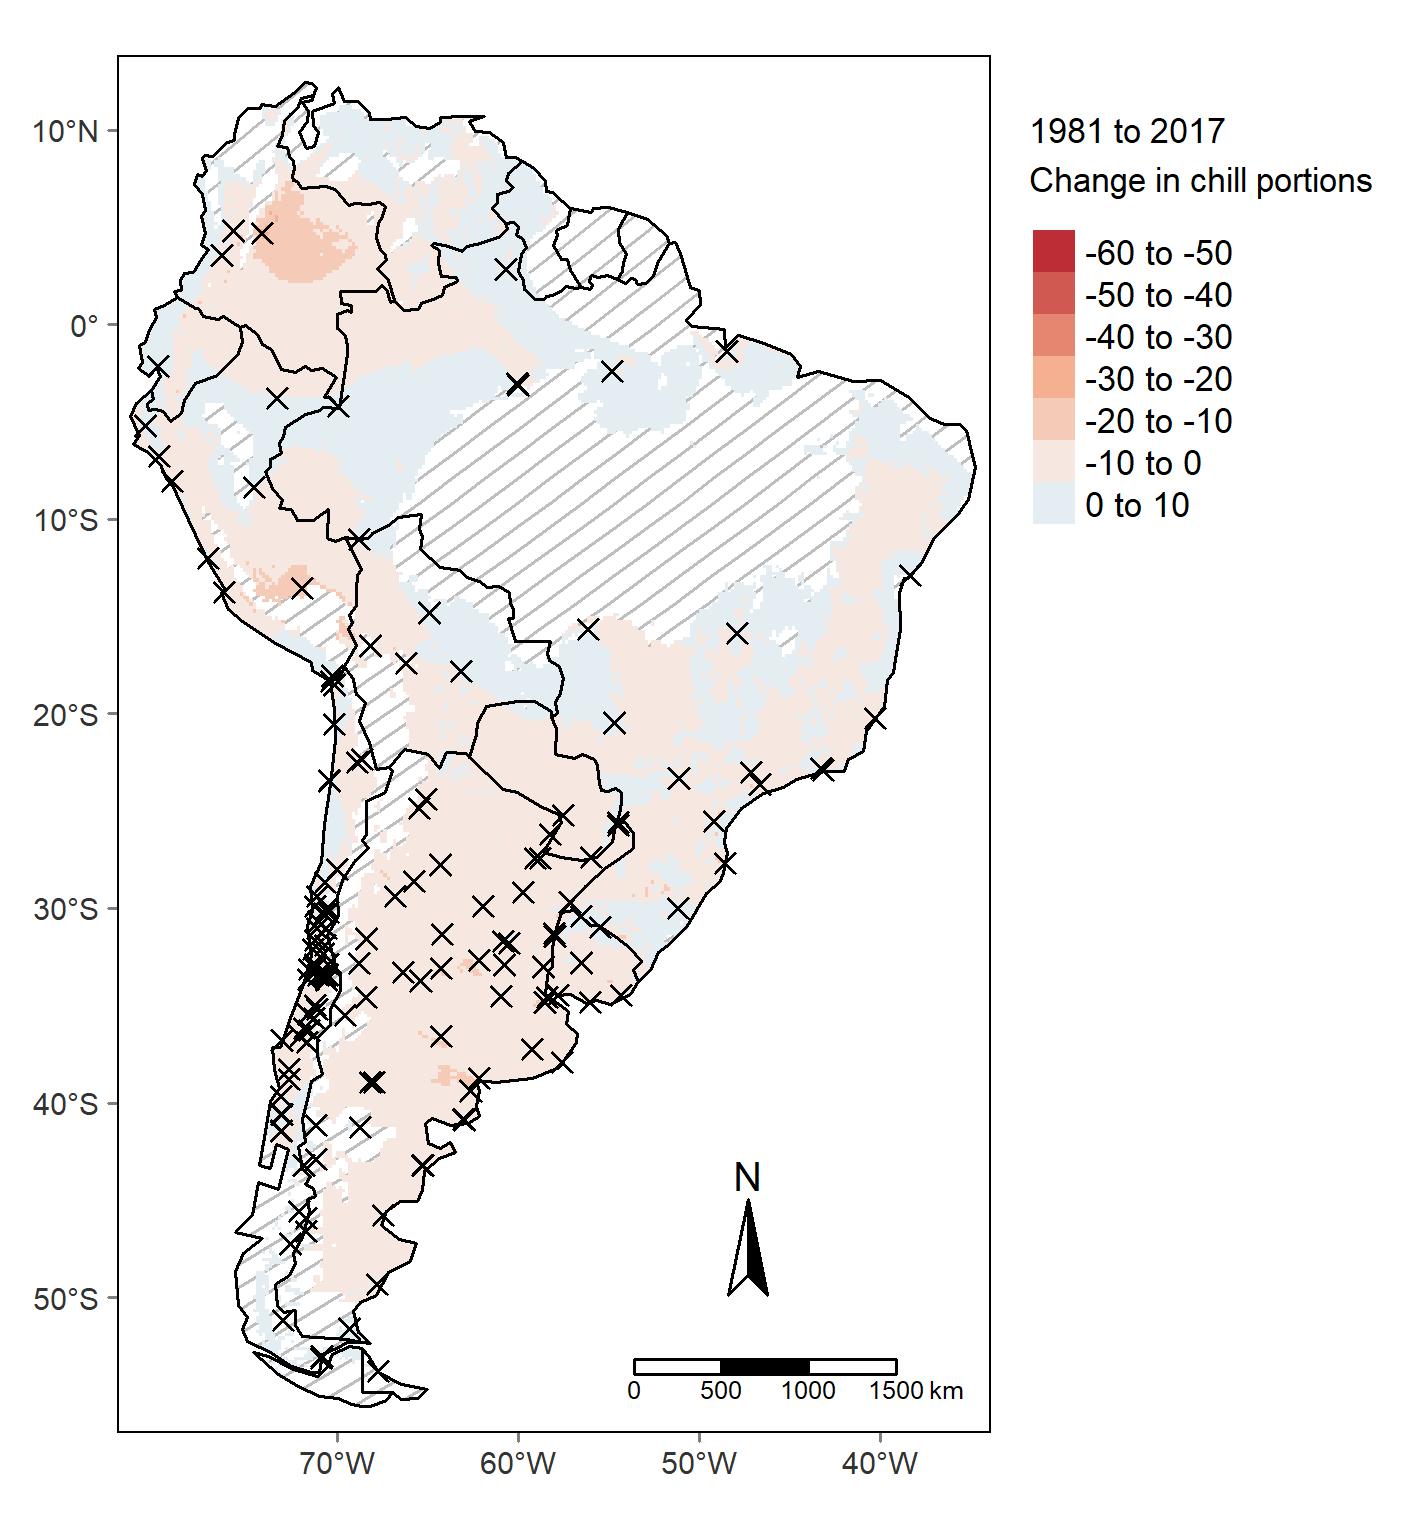 1981 to 2017
Change in chill portions
-60 to -50
-50 to -40
-40 to -30
-30 to -20
-20 to -10
-10 to 0
0 to 10
10°N
0°
10°S
20°S
30°S
40°S
50°S
N
0 500 1000 1500 km
70°W 60°W 50°W 40°W